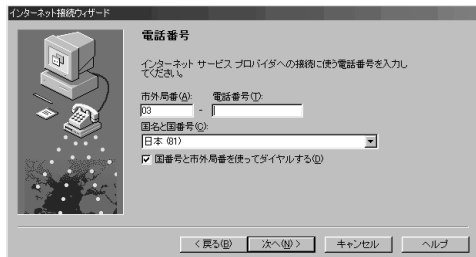 インターネット接続ウィザード
電話番号
インターネット サービス プロバイダへの接続に使う電話番号を入力し
てください。
市外局番(A): 電話番号(T):
03 -
国名と国番号(C):
日本 (81)
国番号と市外局番を使ってダイヤルする(D)
< 戻る(B) 次へ(N) > キャンセル ヘルプ